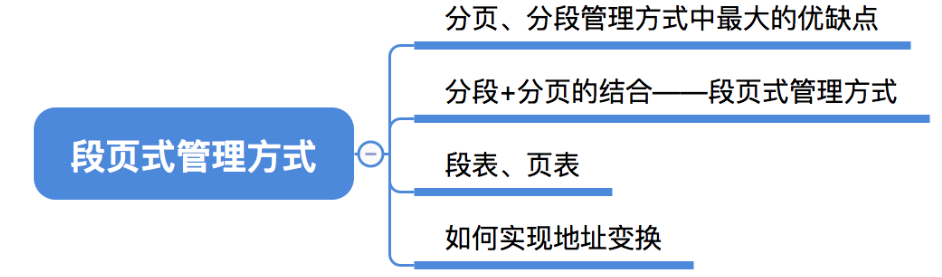 分页、分段管理方式中最大的优缺点
分段+分页的结合——段页式管理方式
段页式管理方式
段表、页表
如何实现地址变换